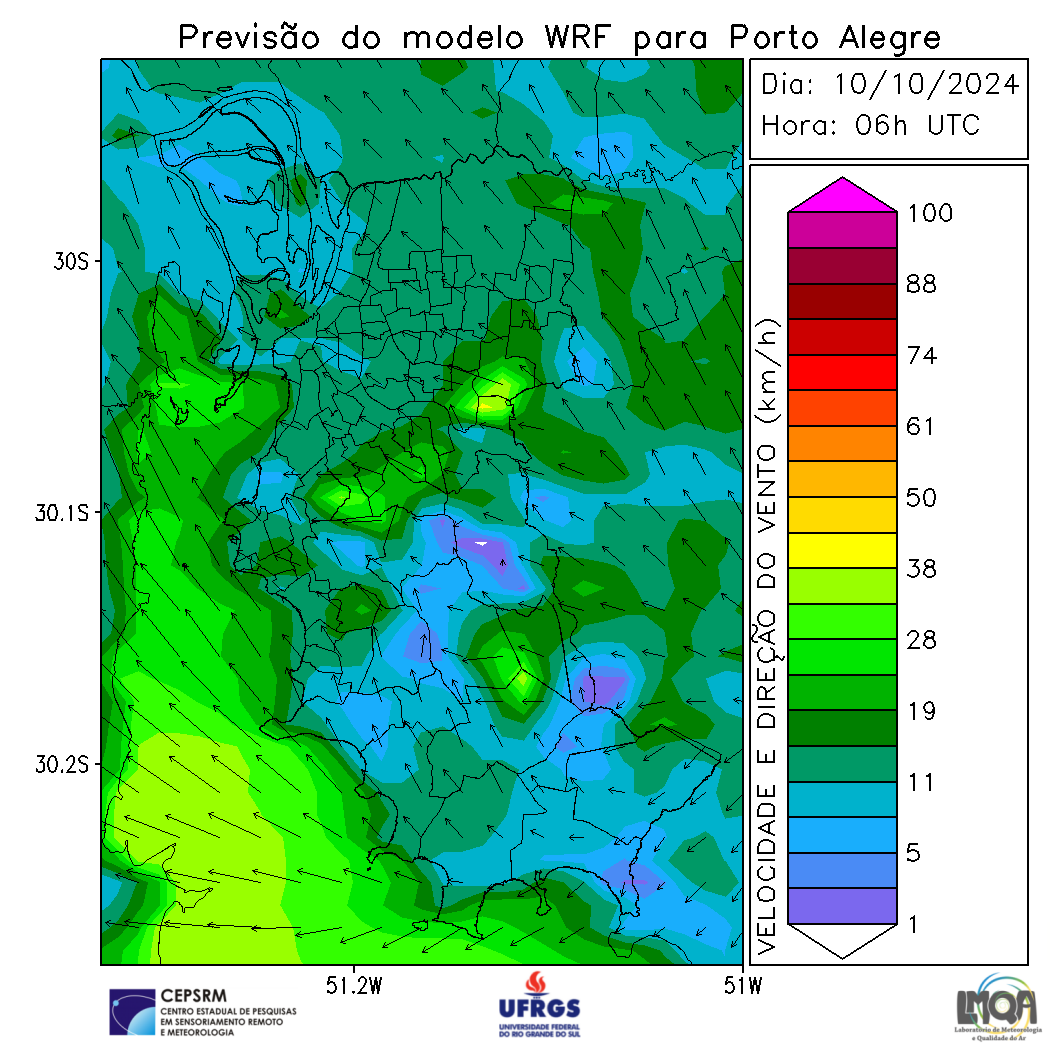 Previsão do modelo WRF para Porto Alegre
Dia: 10/10/2024
Hora: 06h UTC
30S
30.1S
30.2S
51.2W
51W
VELOCIDADE E DIREÇÃO DO VENTO (km/h)
100
88
74
61
50
38
28
19
11
5
1
CEPSRM
CENTRO ESTADUAL DE PESQUISAS
EM SENSORIAMENTO REMOTO
E METEOROLOGIA
UFRGS
UNIVERSIDADE FEDERAL
DO RIO GRANDE DO SUL
LMQA
Laboratório de Meteorologia
e Qualidade do Ar